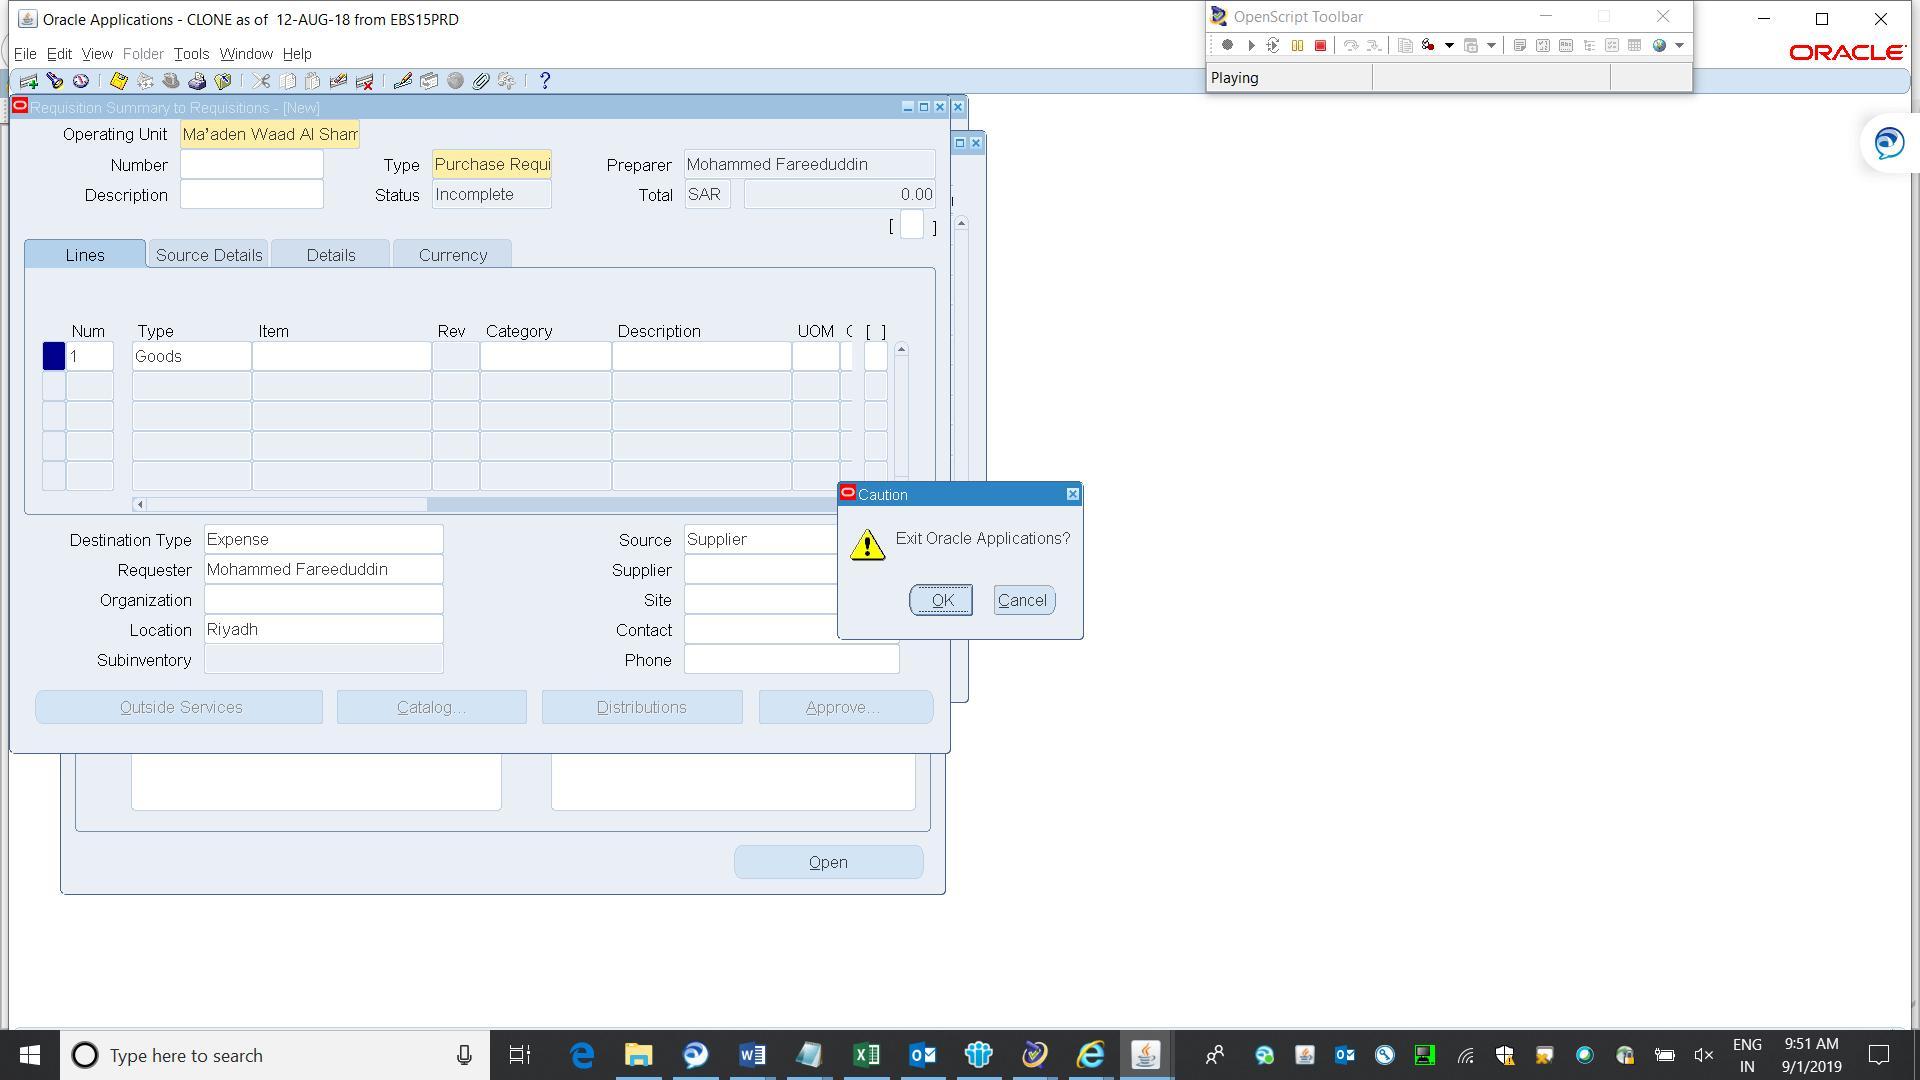 Oracle Applications - CLONE as of  12-AUG-18 from EBS15PRD
OpenScript Toolbar
File Edit View Folder Tools Window Help
ORACLE
Playing
Requisition Summary to Requisitions - [New]
Operating Unit Ma'aden Waad Al Sham
Number Type Purchase Requi Preparer Mohammed Fareeduddin
Description Status Incomplete Total SAR 0.00
[ ]
Lines Source Details Details Currency
Num Type Item Rev Category Description UOM [ ]
1 Goods
Caution
Exit Oracle Applications?
OK Cancel
Destination Type Expense Source Supplier
Requester Mohammed Fareeduddin Supplier
Organization Site
Location Riyadh Contact
Subinventory Phone
Outside Services Catalog... Distributions Approve...
Open
Type here to search
ENG
IN
9:51 AM
9/1/2019